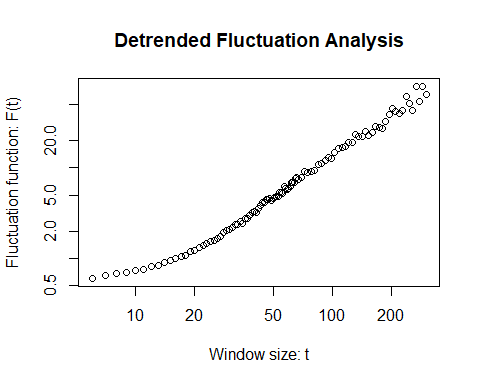 Detrended Fluctuation Analysis
Fluctuation function: F(t)
20.0
5.0
2.0
0.5
10 20 50 100 200
Window size: t